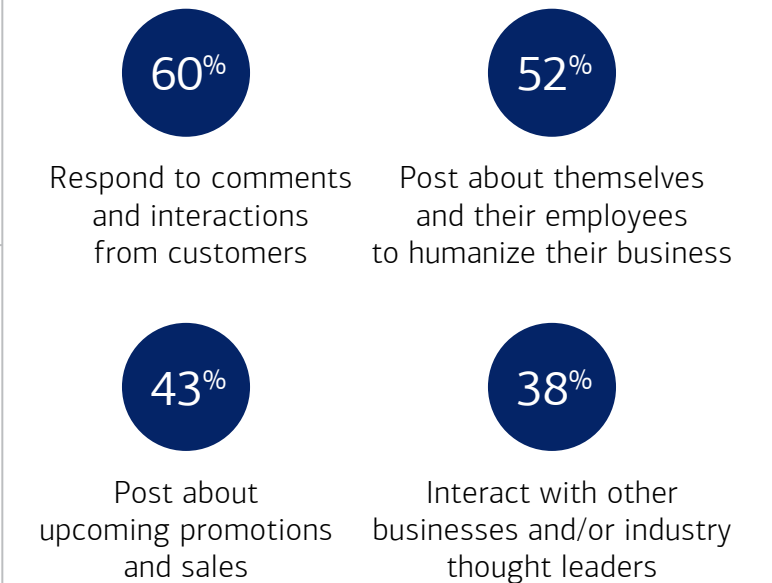 60%
Respond to comments
and interactions
from customers
52%
Post about themselves
and their employees
to humanize their business
43%
Post about
upcoming promotions
and sales
38%
Interact with other
businesses and/or industry
thought leaders